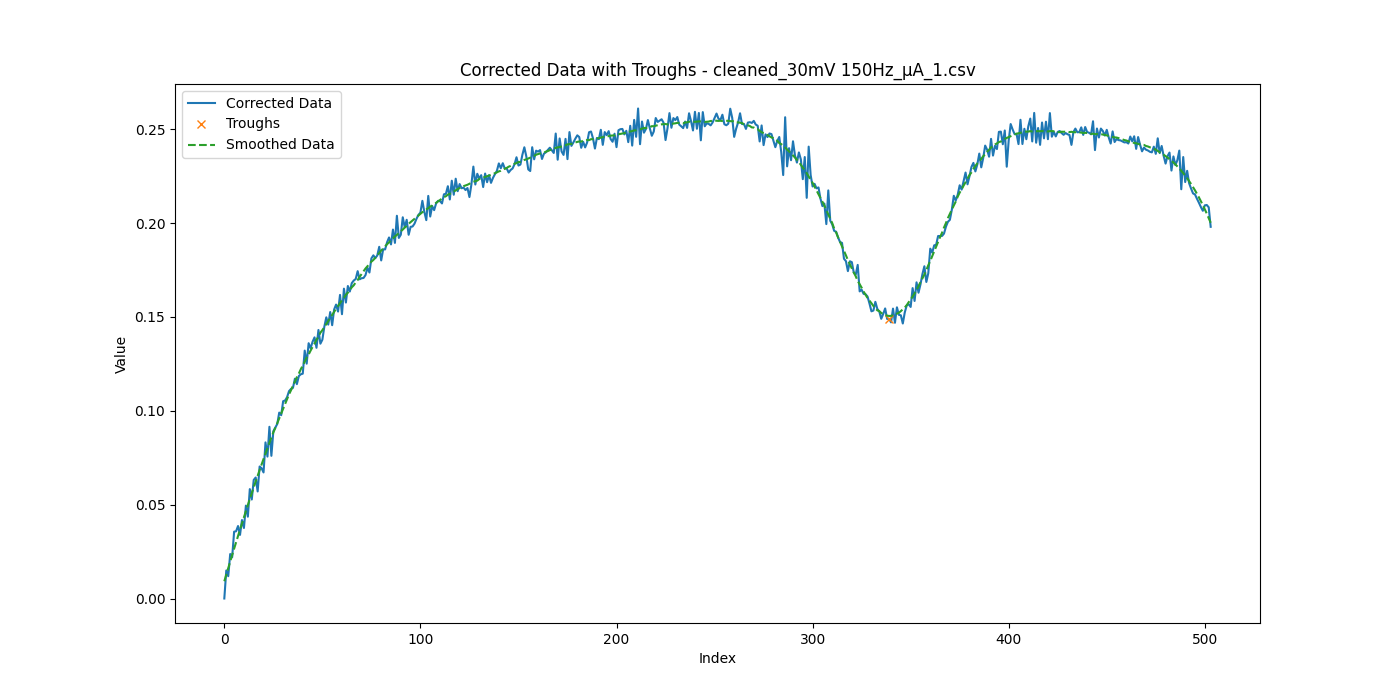 Corrected Data with Troughs - cleaned_30mV 150Hz_μA_1.csv
Corrected Data
Troughs
Smoothed Data
0.25
0.20
0.15
0.10
0.05
0.00
Value
0 100 200 300 400 500
Index